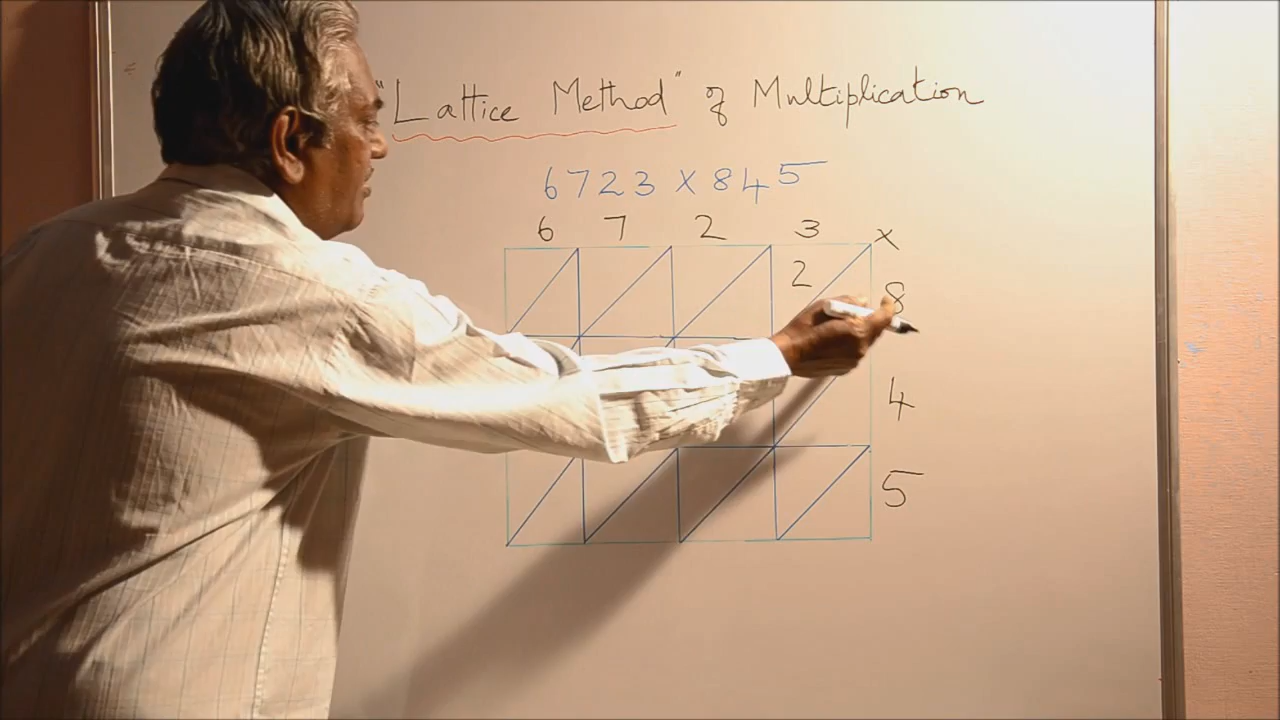 "Lattice Method" of Multiplication
6723 X 845
6 7 2 3 X
2
8
4
5